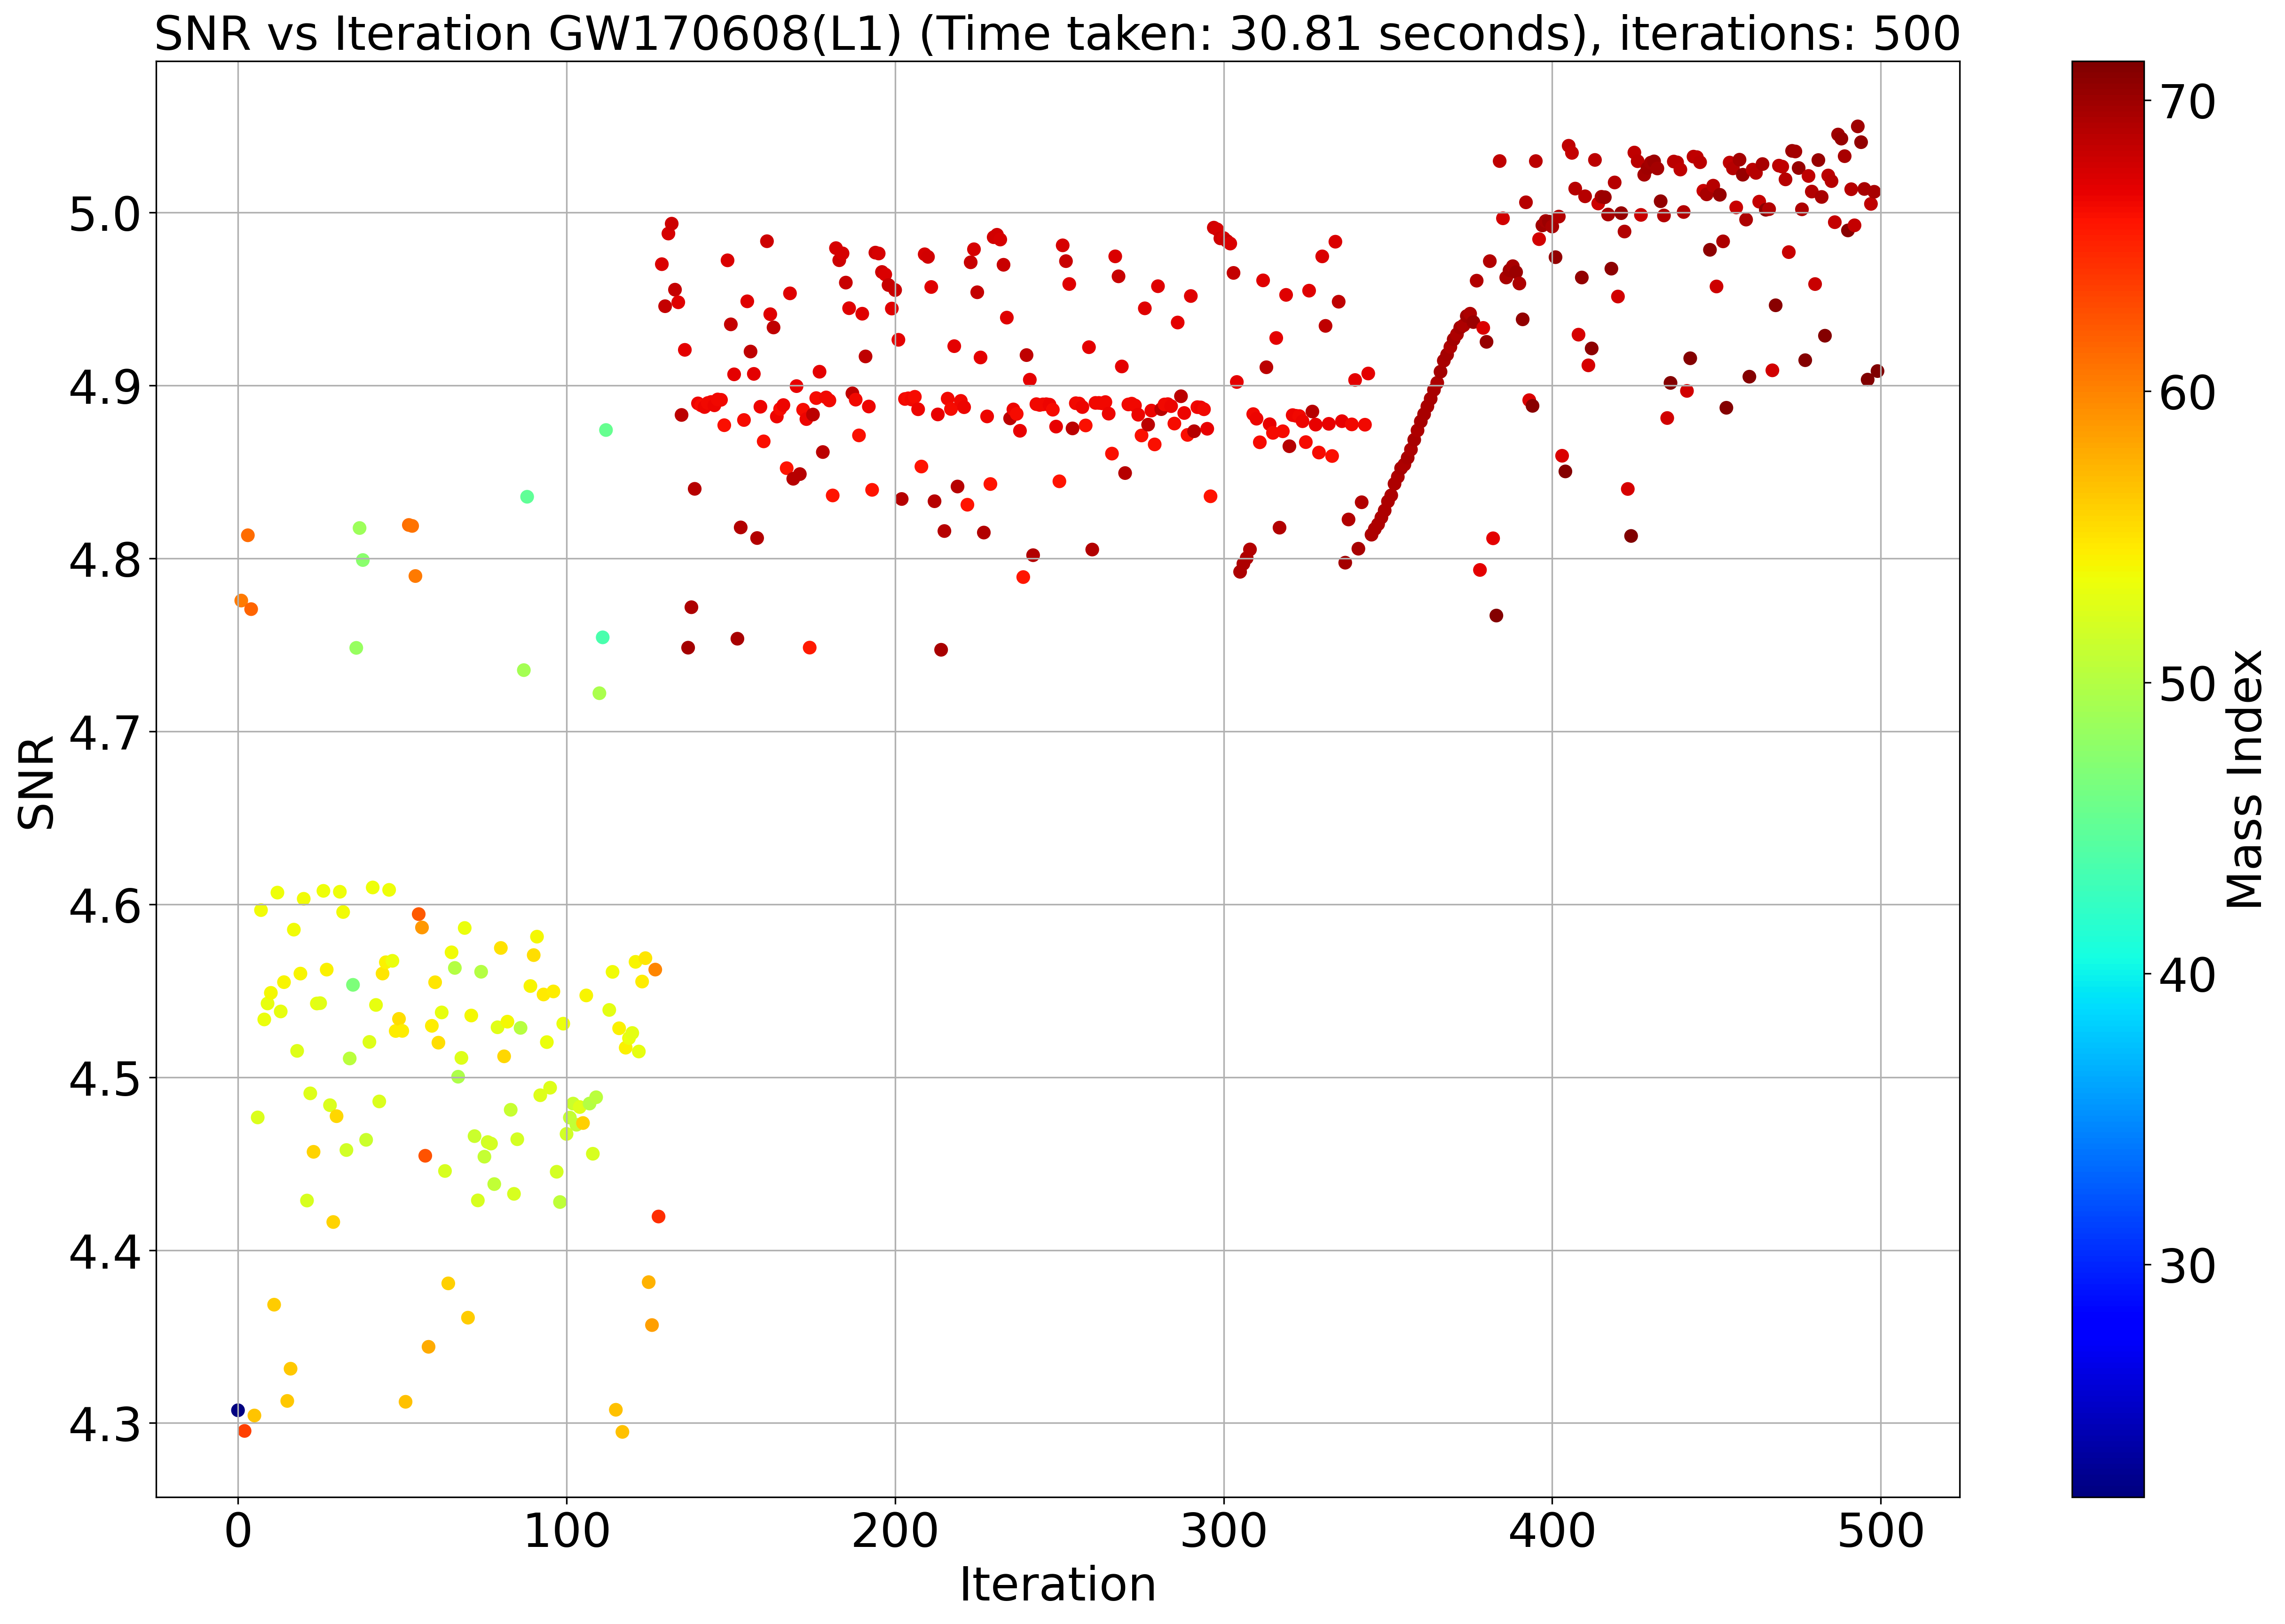 SNR vs Iteration GW170608(L1) (Time taken: 30.81 seconds), iterations: 500
SNR
5.0
4.9
4.8
4.7
4.6
4.5
4.4
4.3
0 100 200 300 400 500
Iteration
70
60
50
40
30
Mass Index